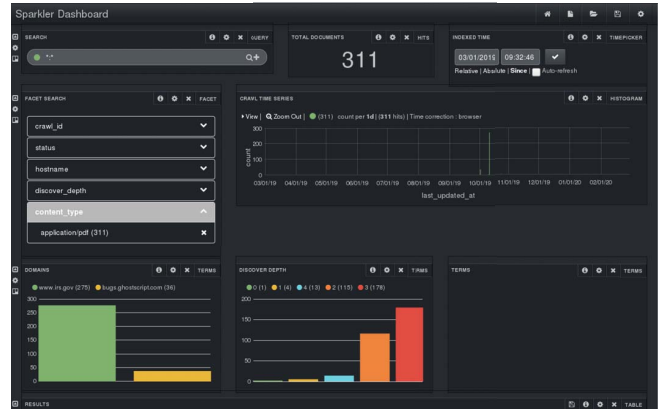 Sparkler Dashboard
SEARCH
QUERY
*:*
TOTAL DOCUMENTS
HITS
311
INDEXED TIME
TIMEPICKER
03/01/2019 09:32:46
Relative | Absolute | Since | Auto-refresh
FACET SEARCH
FACET
crawl_id
status
hostname
discover_depth
content_type
application/pdf (311)
CRAWL TIME SERIES
HISTOGRAM
View | Zoom Out | (311) count per 1d | (311 hits) | Time correction : browser
300
200
100
0
count
03/01/19 04/01/19 05/01/19 06/01/19 07/01/19 08/01/19 09/01/19 10/01/19 11/01/19 12/01/19 01/01/20 02/01/20
last_updated_at
DOMAINS
TERMS
www.irs.gov (275) bugs.ghostscript.com (36)
300
250
200
150
100
50
0
DISCOVER DEPTH
TERMS
0 (1) 1 (4) 4 (13) 2 (115) 3 (178)
200
150
100
50
0
TERMS
TERMS
RESULTS
TABLE